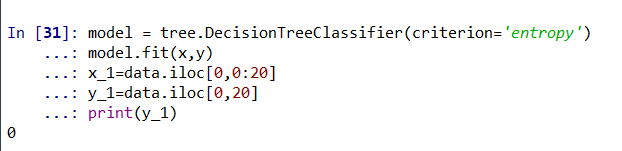 In [31]: model = tree.DecisionTreeClassifier(criterion='entropy')
...: model.fit(x,y)
...: x_1=data.iloc[0,0:20]
...: y_1=data.iloc[0,20]
...: print(y_1)
0